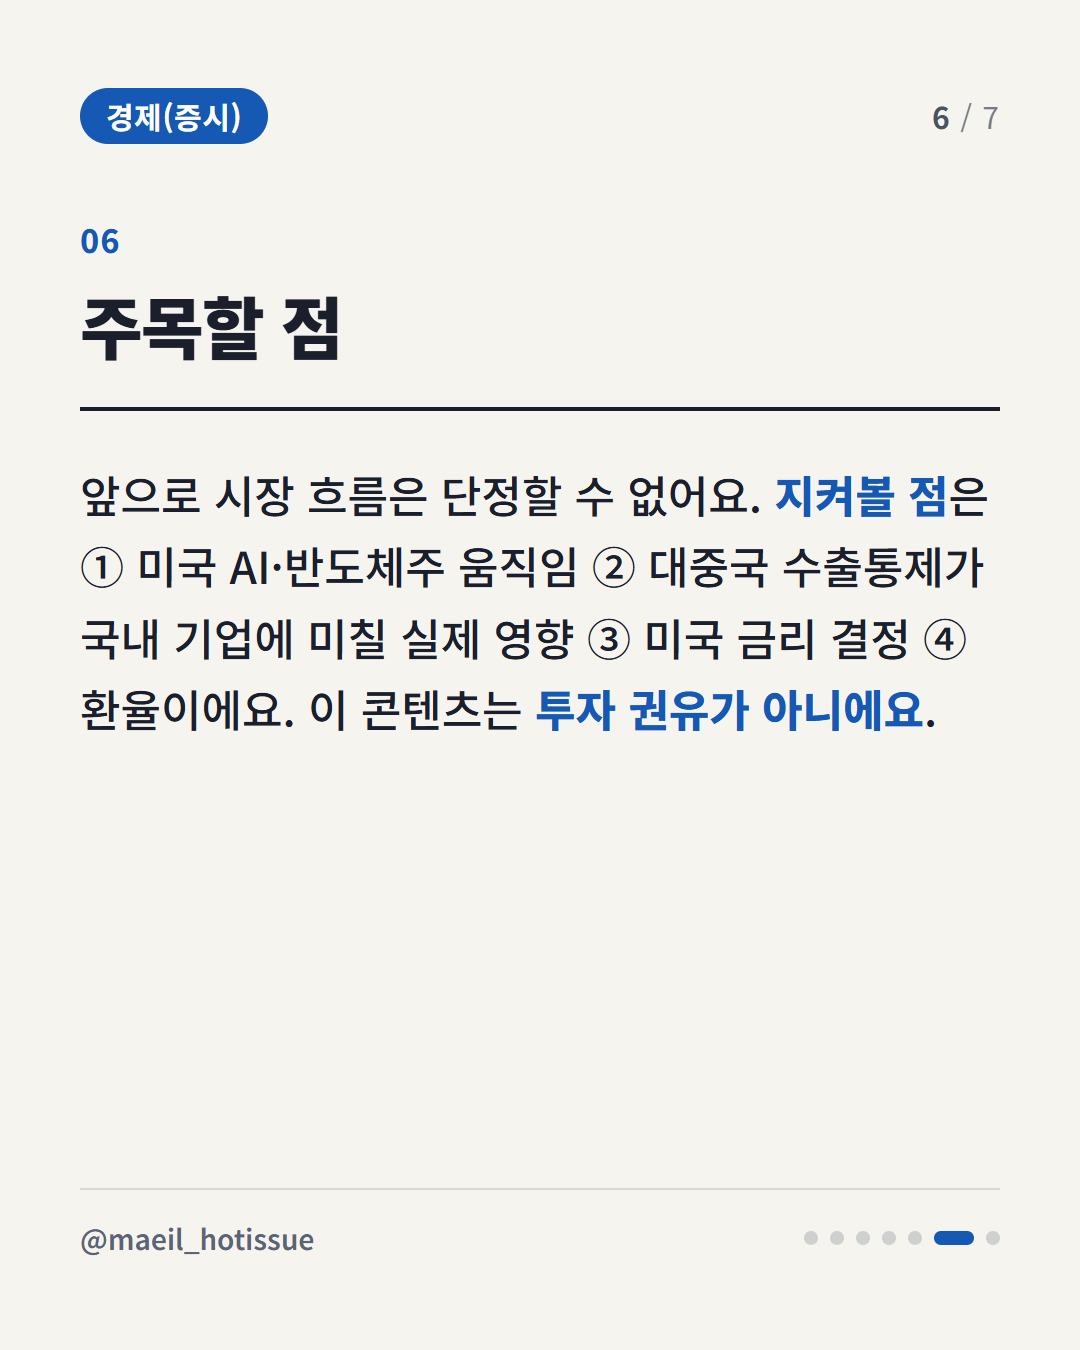 경제(증시)
6 / 7
06
주목할 점
앞으로 시장 흐름은 단정할 수 없어요. 지켜볼 점은
① 미국 AI·반도체주 움직임 ② 대중국 수출통제가
국내 기업에 미칠 실제 영향 ③ 미국 금리 결정 ④
환율이에요. 이 콘텐츠는 투자 권유가 아니에요.
@maeil_hotissue